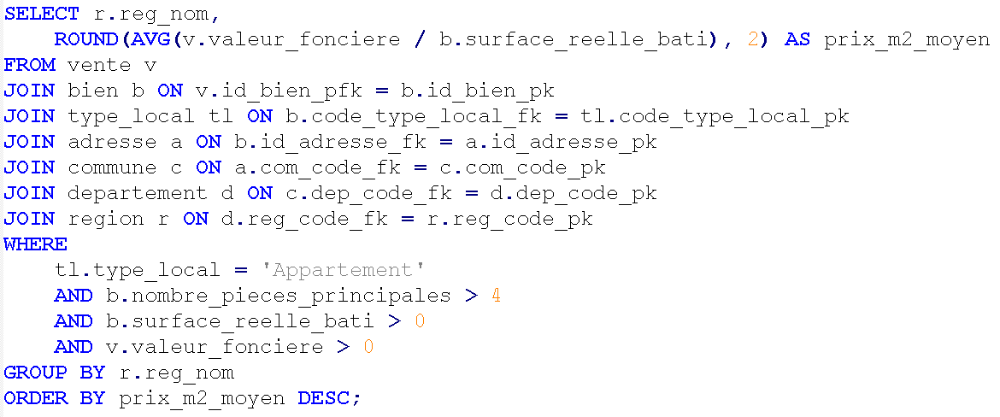 SELECT r.reg_nom,
    ROUND(AVG(v.valeur_fonciere / b.surface_reelle_bati), 2) AS prix_m2_moyen
FROM vente v
JOIN bien b ON v.id_bien_pfk = b.id_bien_pk
JOIN type_local tl ON b.code_type_local_fk = tl.code_type_local_pk
JOIN adresse a ON b.id_adresse_fk = a.id_adresse_pk
JOIN commune c ON a.com_code_fk = c.com_code_pk
JOIN departement d ON c.dep_code_fk = d.dep_code_pk
JOIN region r ON d.reg_code_fk = r.reg_code_pk
WHERE
    tl.type_local = 'Appartement'
    AND b.nombre_pieces_principales > 4
    AND b.surface_reelle_bati > 0
    AND v.valeur_fonciere > 0
GROUP BY r.reg_nom
ORDER BY prix_m2_moyen DESC;